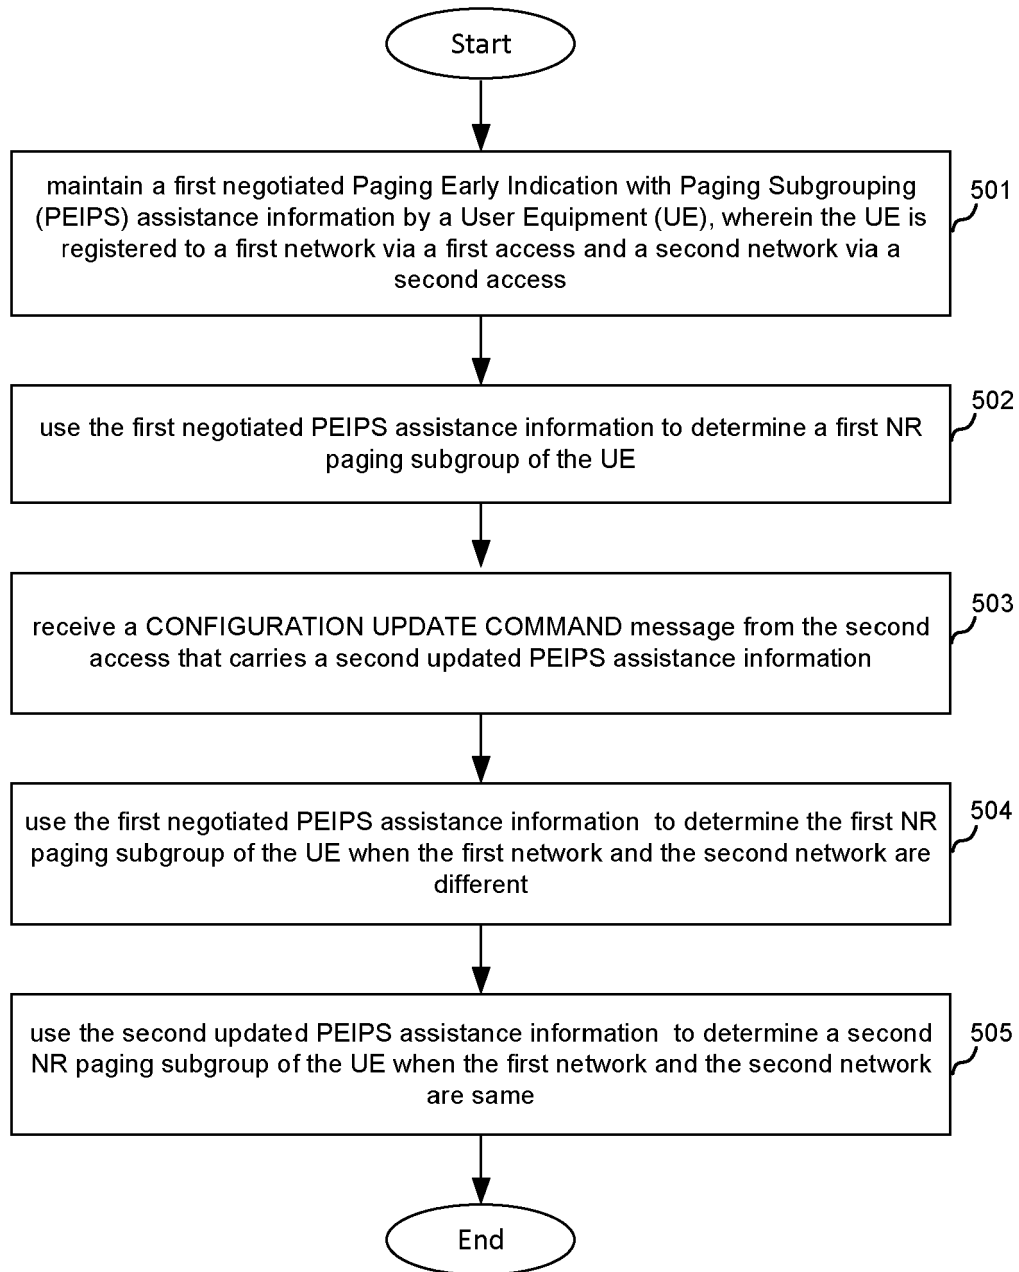 Start
maintain a first negotiated Paging Early Indication with Paging Subgrouping
(PEIPS) assistance information by a User Equipment (UE), wherein the UE is
registered to a first network via a first access and a second network via a
second access
501
use the first negotiated PEIPS assistance information to determine a first NR
paging subgroup of the UE
502
receive a CONFIGURATION UPDATE COMMAND message from the second
access that carries a second updated PEIPS assistance information
503
use the first negotiated PEIPS assistance information to determine the first NR
paging subgroup of the UE when the first network and the second network are
different
504
use the second updated PEIPS assistance information to determine a second
NR paging subgroup of the UE when the first network and the second network
are same
505
End